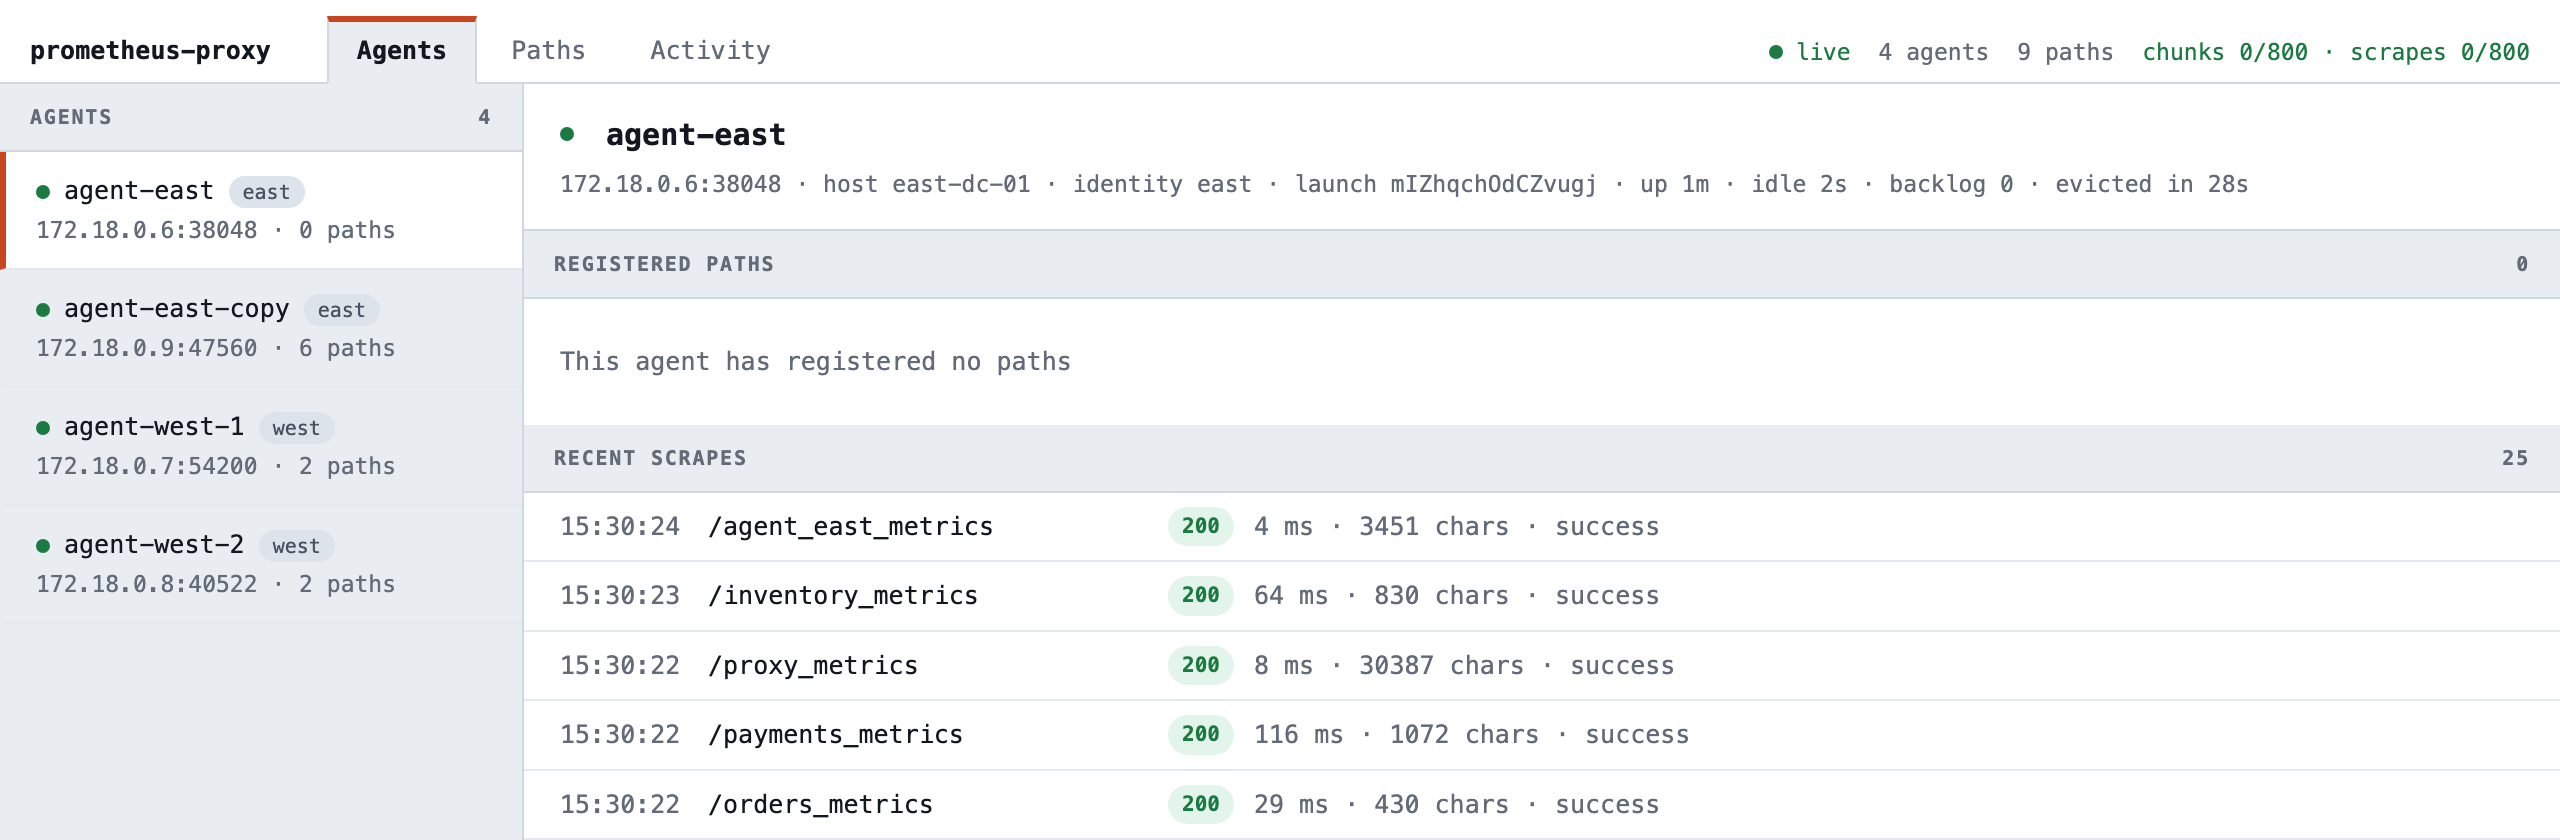 prometheus-proxy Agents Paths Activity live 4 agents 9 paths chunks 0/800 · scrapes 0/800
AGENTS 4
agent-east east
172.18.0.6:38048 · 0 paths
agent-east-copy east
172.18.0.9:47560 · 6 paths
agent-west-1 west
172.18.0.7:54200 · 2 paths
agent-west-2 west
172.18.0.8:40522 · 2 paths
agent-east
172.18.0.6:38048 · host east-dc-01 · identity east · launch mIZhqchOdCZvugj · up 1m · idle 2s · backlog 0 · evicted in 28s
REGISTERED PATHS 0
This agent has registered no paths
RECENT SCRAPES 25
15:30:24 /agent_east_metrics 200 4 ms · 3451 chars · success
15:30:23 /inventory_metrics 200 64 ms · 830 chars · success
15:30:22 /proxy_metrics 200 8 ms · 30387 chars · success
15:30:22 /payments_metrics 200 116 ms · 1072 chars · success
15:30:22 /orders_metrics 200 29 ms · 430 chars · success